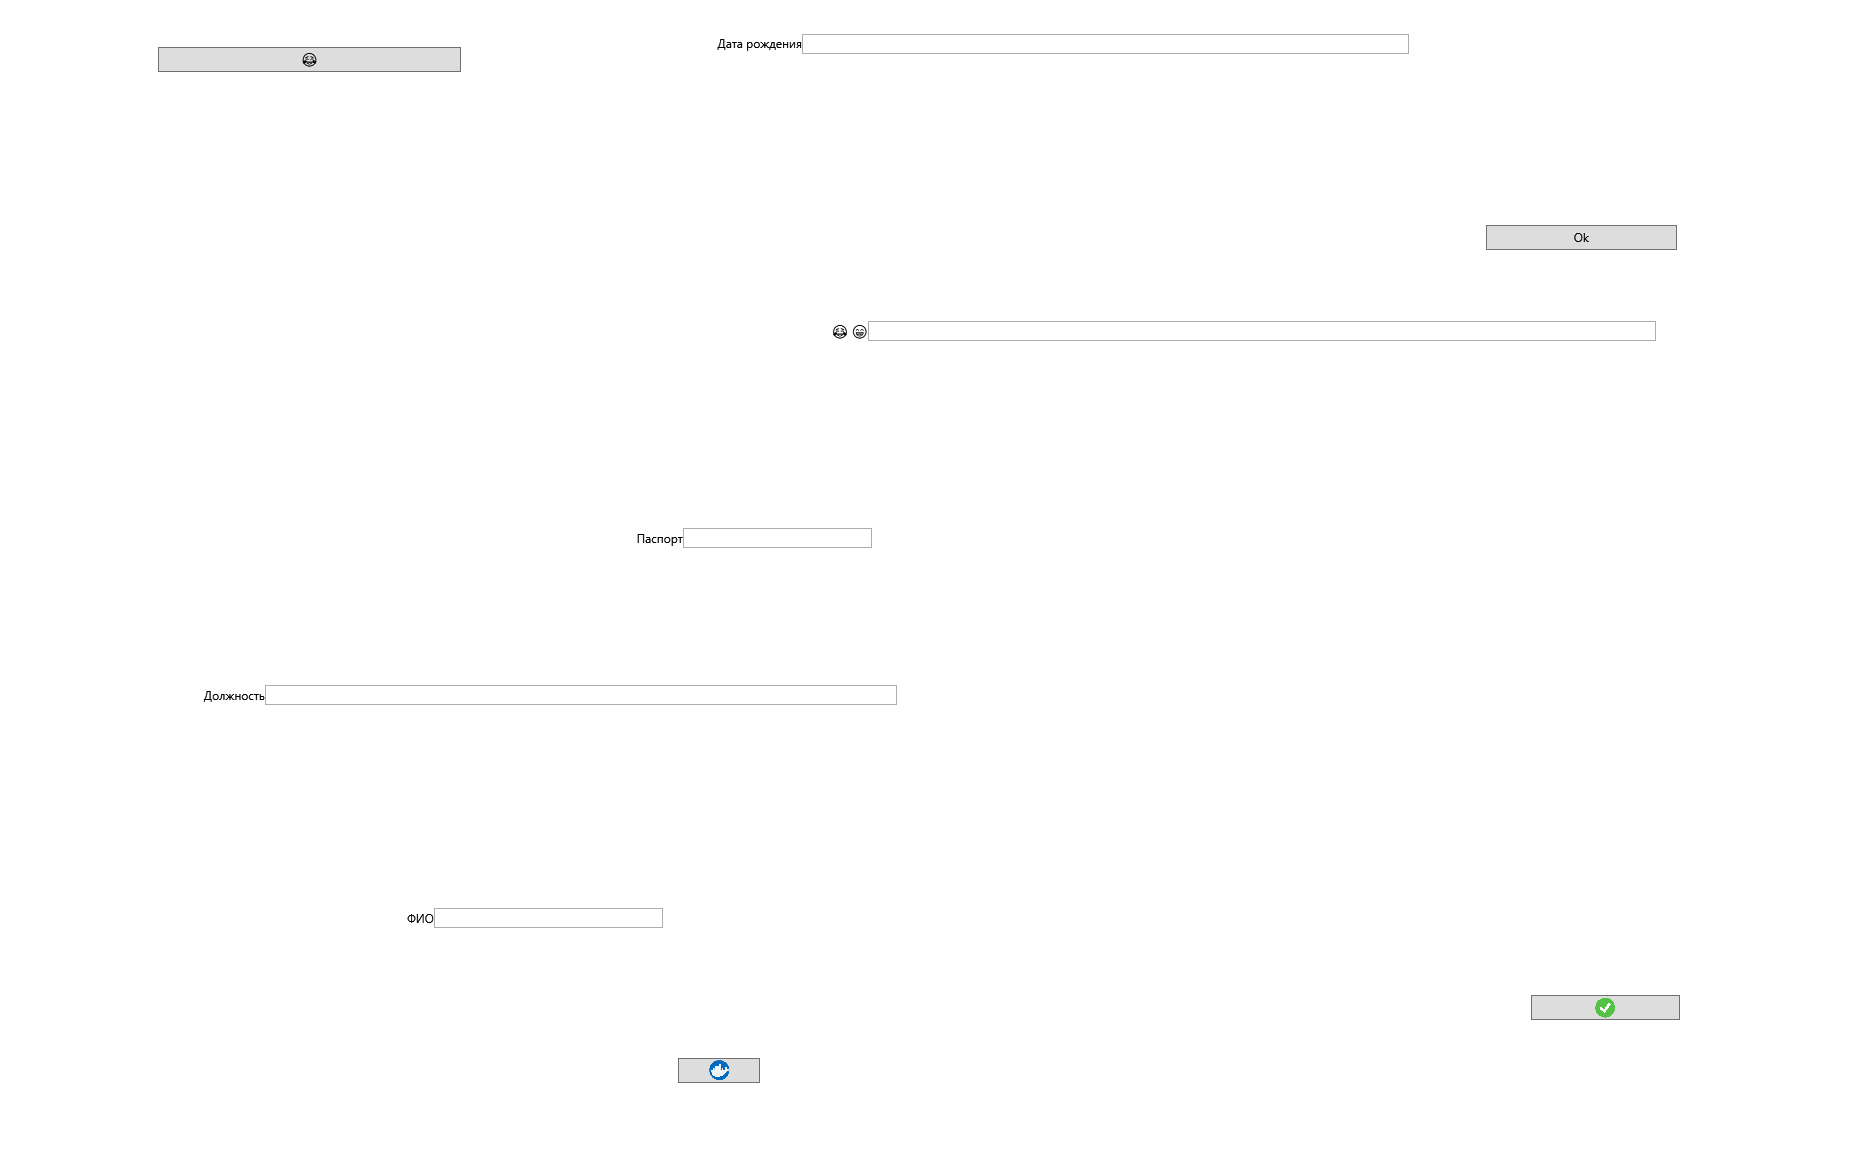 Дата рождения
😂
Ok
😂 😄
Паспорт
Должность
ФИО